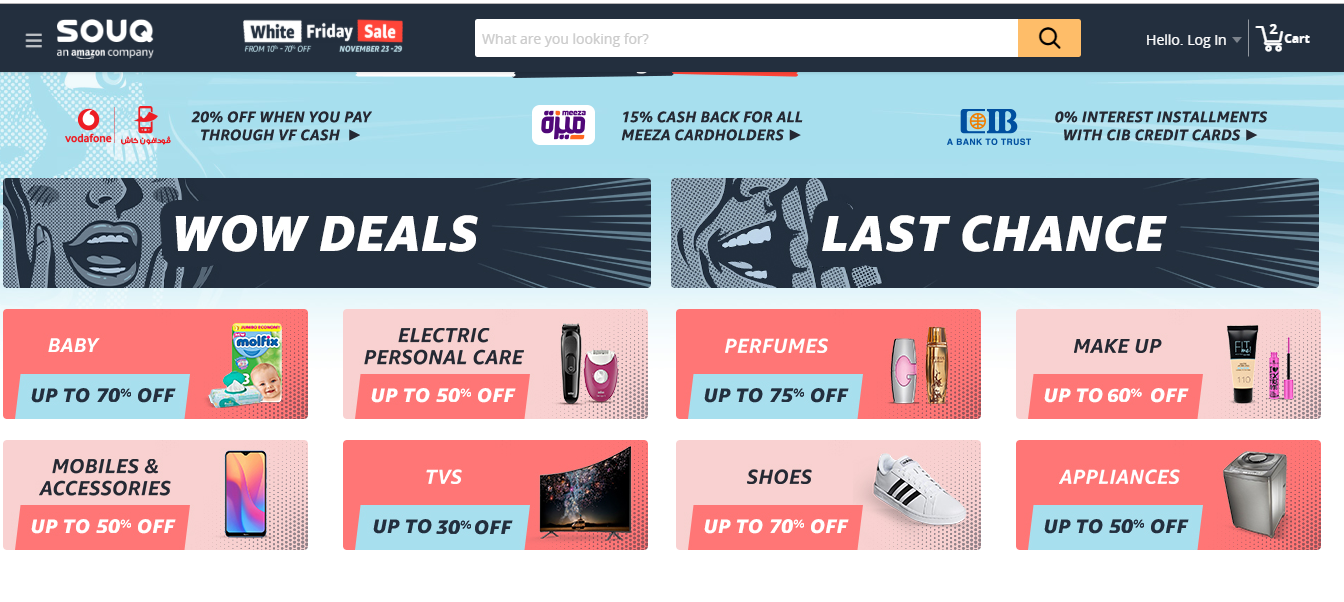 SOUQ
an amazon company
White Friday Sale
FROM 10% - 70% OFF NOVEMBER 23 -29
What are you looking for?
Hello. Log In
2
Cart
vodafone
ڤودافون كاش
20% OFF WHEN YOU PAY
THROUGH VF CASH ►
meeza
ميزة
15% CASH BACK FOR ALL
MEEZA CARDHOLDERS ►
CIB
A BANK TO TRUST
0% INTEREST INSTALLMENTS
WITH CIB CREDIT CARDS ►
WOW DEALS
LAST CHANCE
BABY
UP TO 70% OFF
molfix
3
ELECTRIC
PERSONAL CARE
UP TO 50% OFF
PERFUMES
UP TO 75% OFF
MAKE UP
UP TO 60% OFF
FIT
110
MOBILES &
ACCESSORIES
UP TO 50% OFF
TVS
UP TO 30% OFF
SHOES
UP TO 70% OFF
APPLIANCES
UP TO 50% OFF